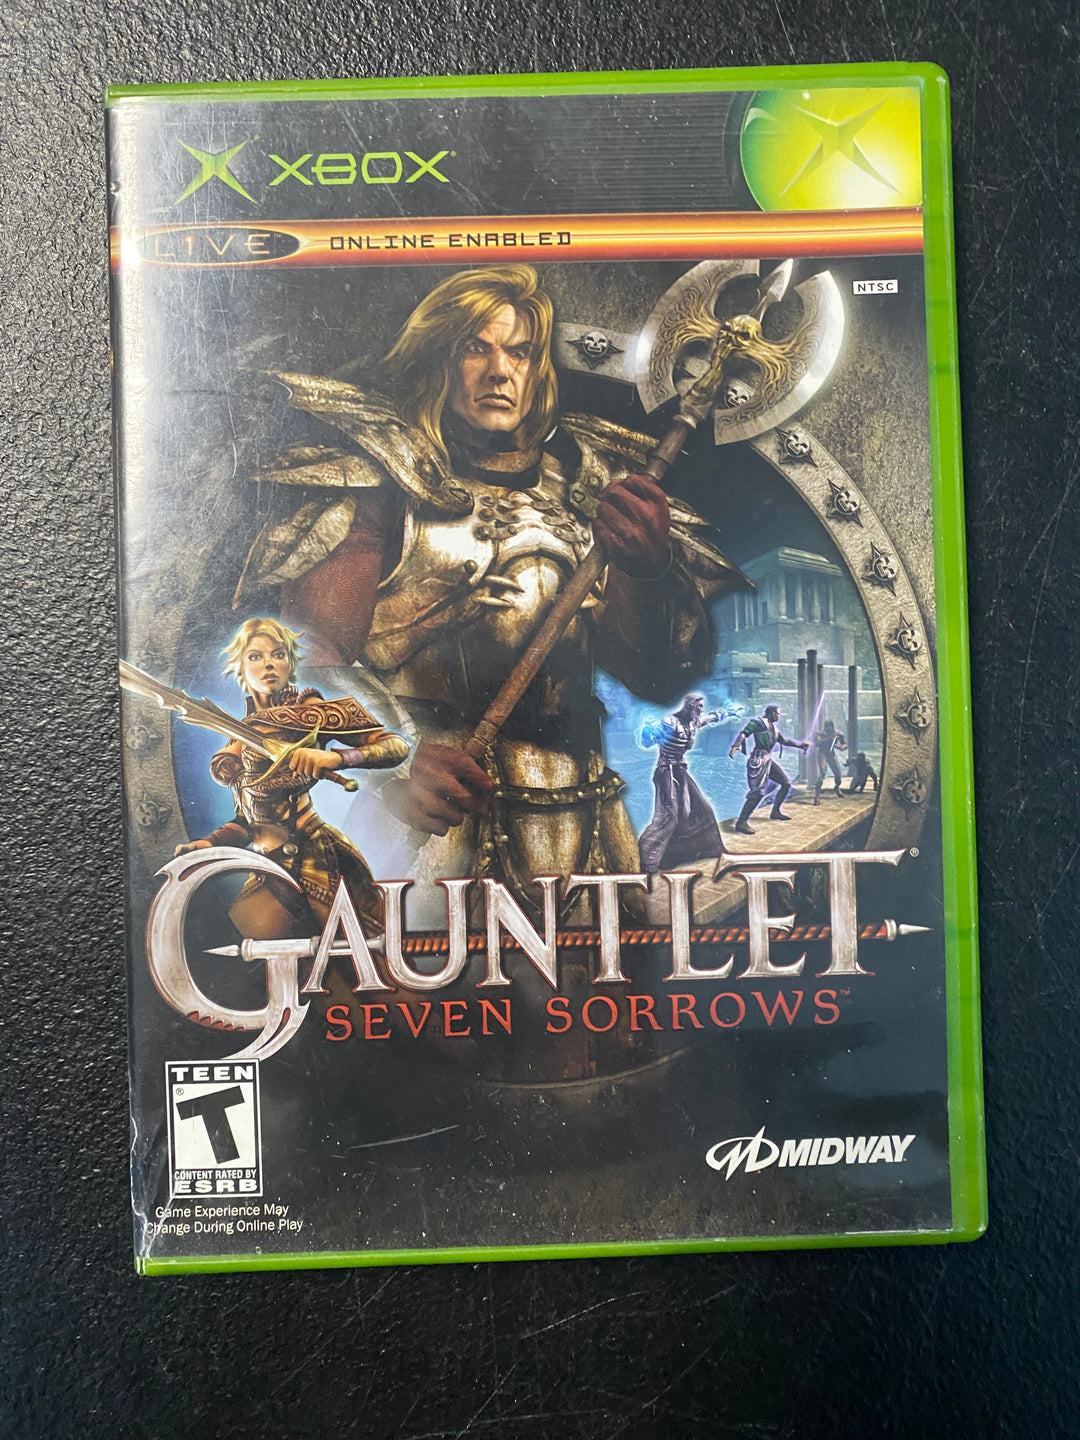 XBOX
LIVE ONLINE ENABLED
NTSC
GAUNTLET®
SEVEN SORROWS™
TEEN
T
®
CONTENT RATED BY
ESRB
MIDWAY
Game Experience May
Change During Online Play